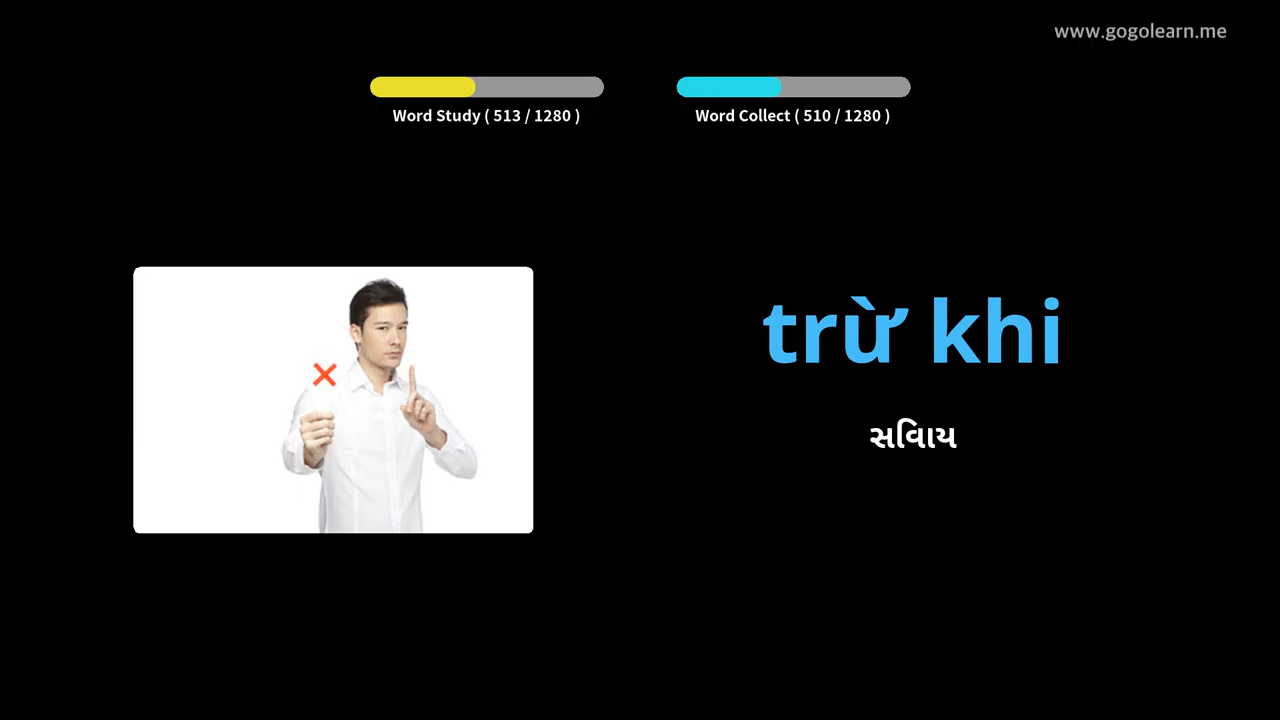 www.gogolearn.me
Word Study ( 513 / 1280 )
Word Collect ( 510 / 1280 )
trừ khi
સિવાય